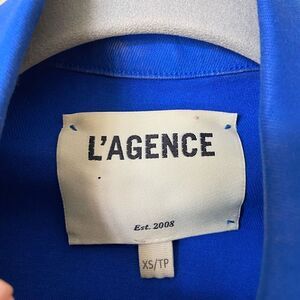 L'AGENCE
Est. 2008
XS/TP